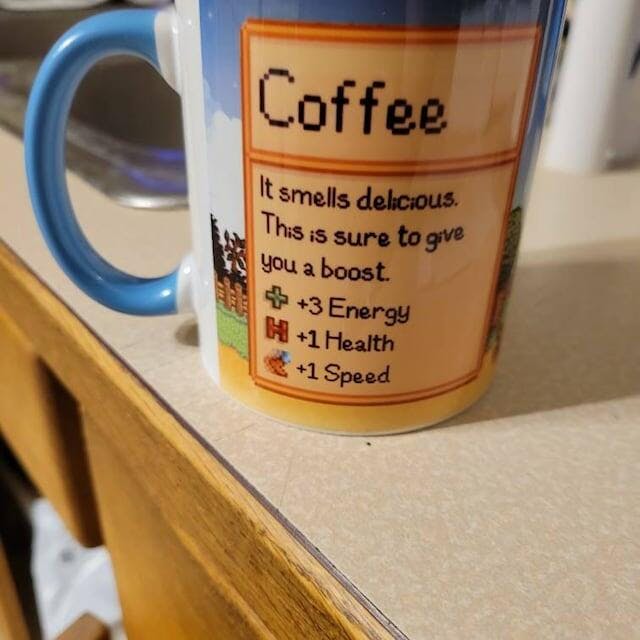 Coffee
It smells delicious.
This is sure to give
you a boost.
+3 Energy
H +1 Health
+1 Speed